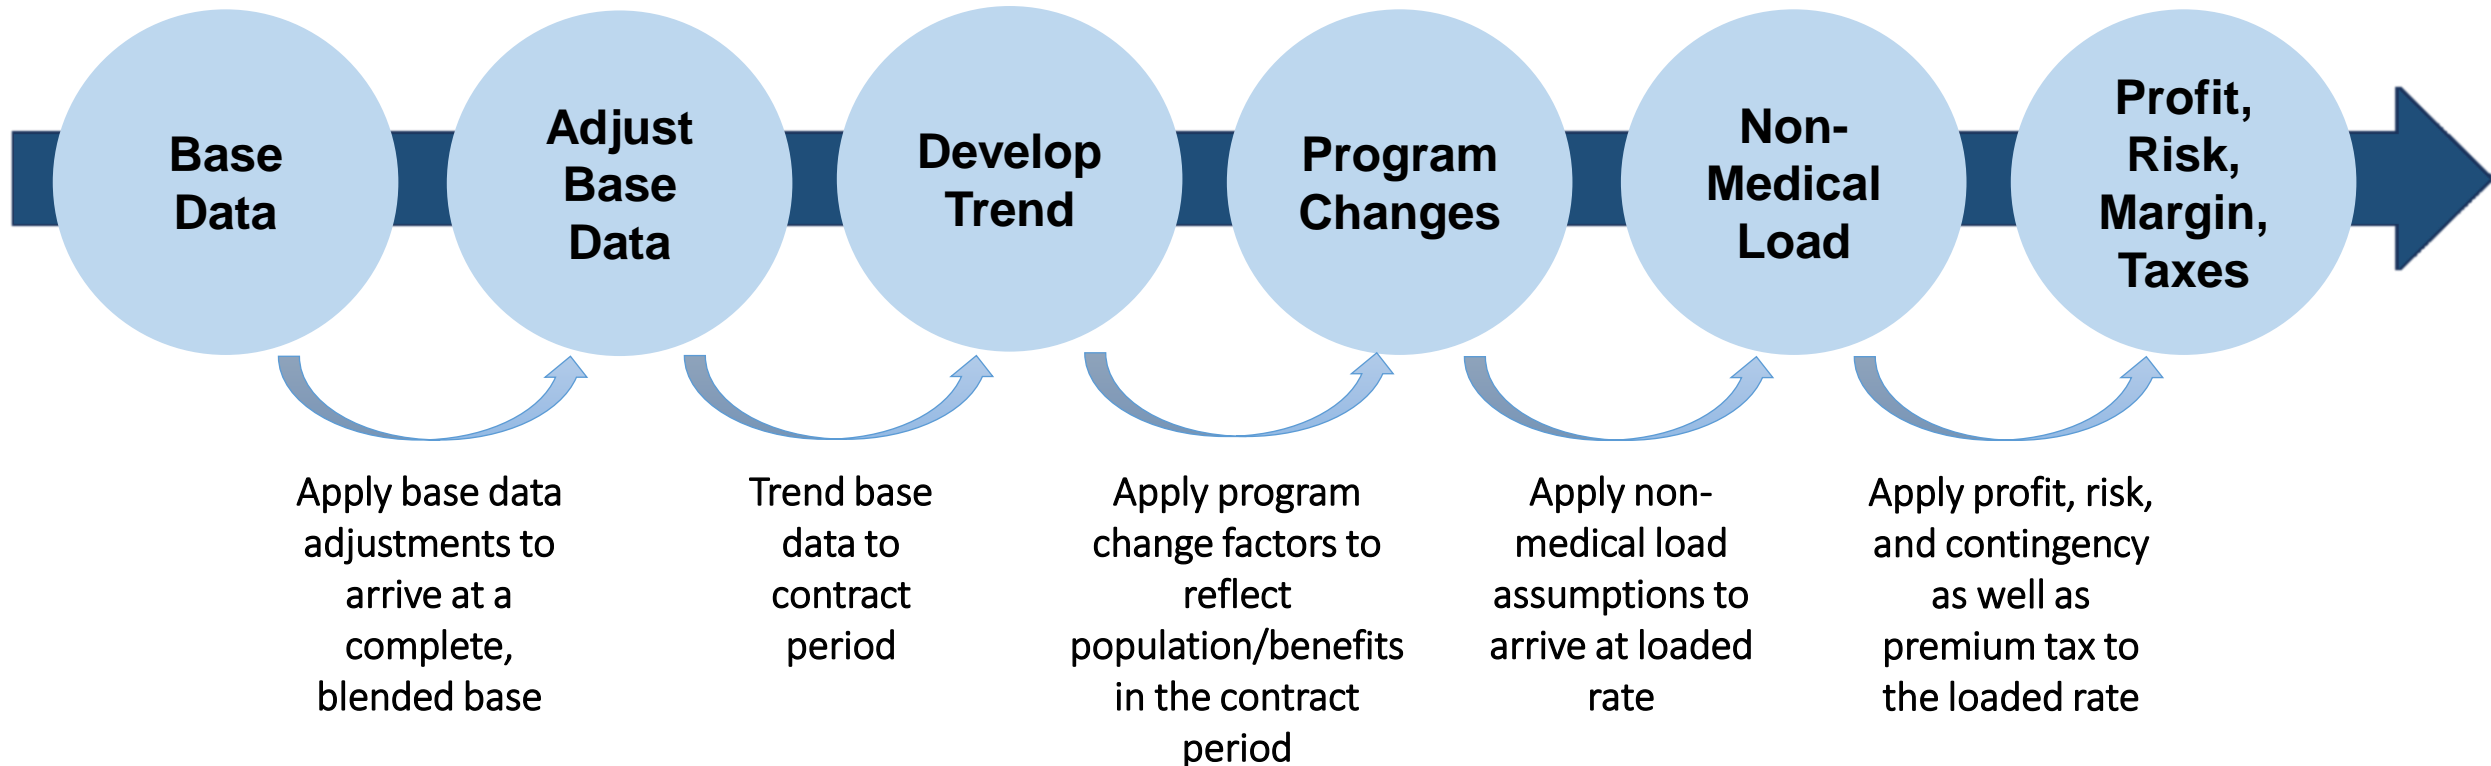 Base
Data
Adjust
Base
Data
Develop
Trend
Program
Changes
Non-
Medical
Load
Profit,
Risk,
Margin,
Taxes
Apply base data
adjustments to
arrive at a
complete,
blended base
Trend base
data to
contract
period
Apply program
change factors to
reflect
population/benefits
in the contract
period
Apply non-
medical load
assumptions to
arrive at loaded
rate
Apply profit, risk,
and contingency
as well as
premium tax to
the loaded rate